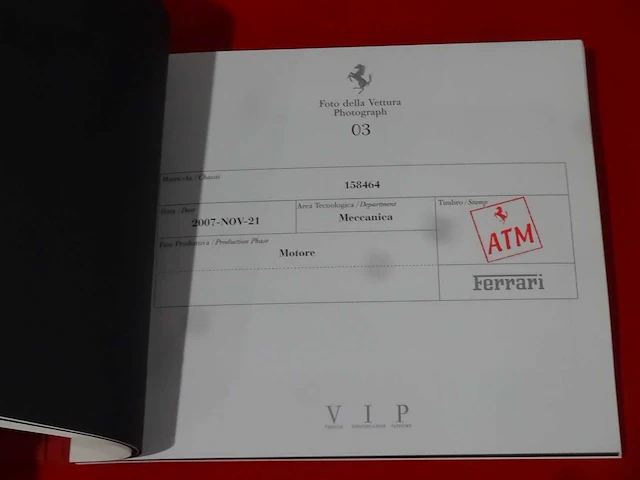 Foto della Vettura
Photograph
03
Matricola / Chassis
158464
Data / Date
2007-NOV-21
Area Tecnologica / Department
Meccanica
Timbro / Stamp
ATM
Fase Produttiva / Production Phase
Motore
Ferrari
V I P